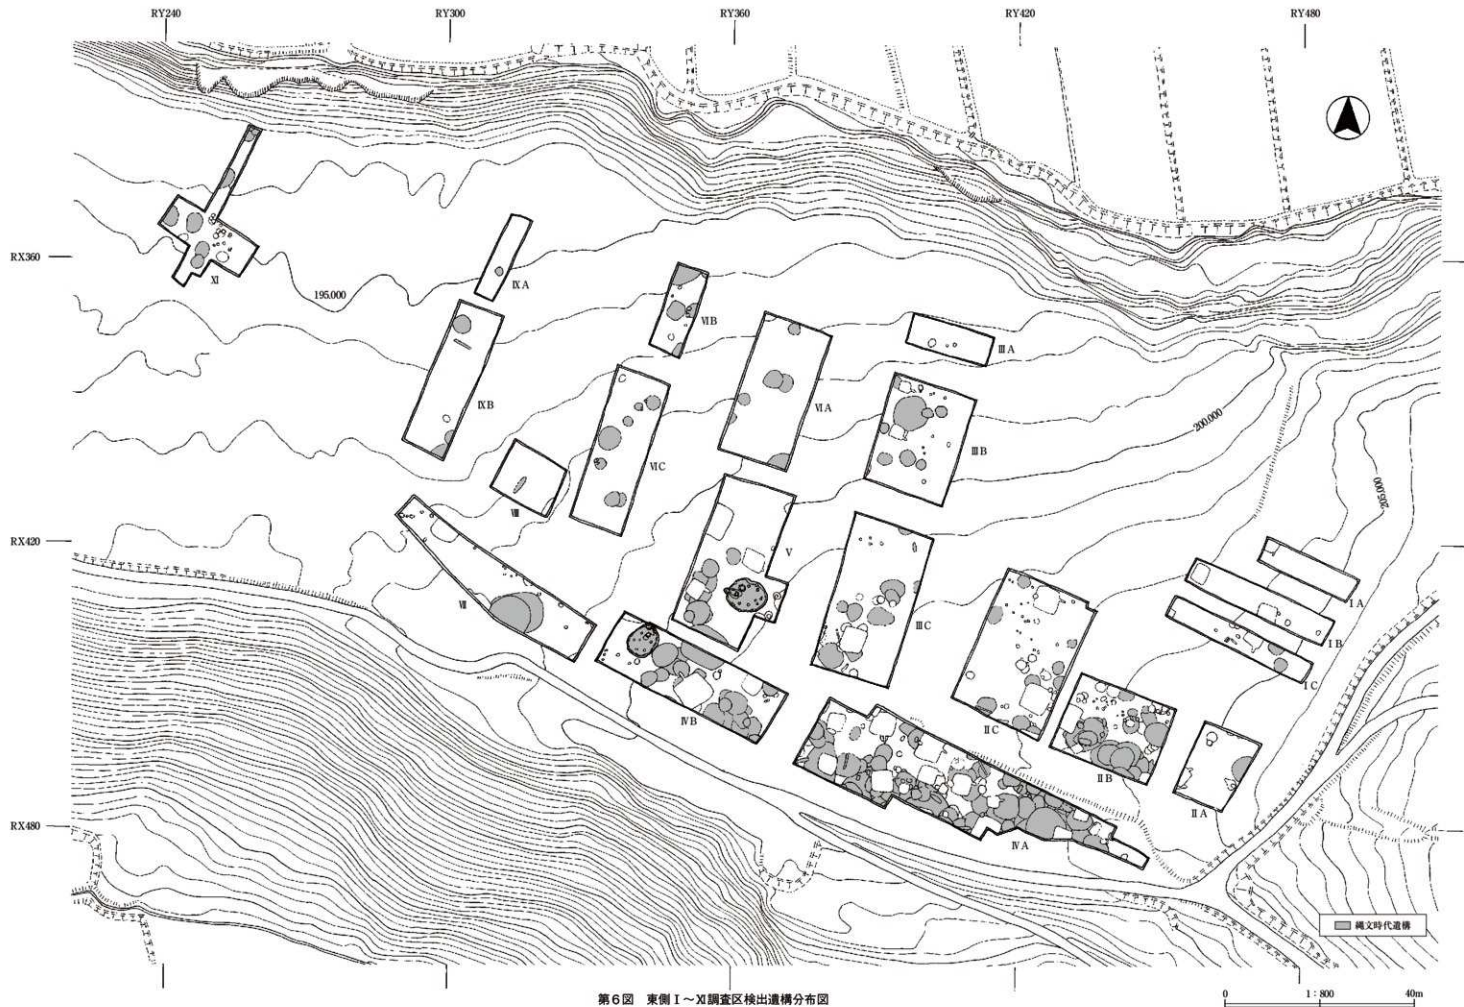 RY240
RY300
RY360
RY420
RY480
RX360
RX420
RX480
195.000
200.000
205.000
XI
ⅨA
ⅨB
ⅥB
ⅥA
ⅥC
Ⅷ
Ⅶ
ⅢA
ⅢB
ⅢC
Ⅴ
ⅣB
ⅣA
ⅡC
ⅡB
ⅡA
ⅠA
ⅠB
ⅠC
縄文時代遺構
第6図 東側Ⅰ～Ⅺ調査区検出遺構分布図
0 1:800 40m